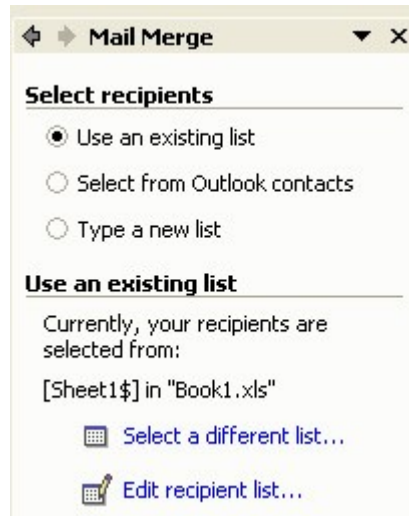 Mail Merge
Select recipients
Use an existing list
Select from Outlook contacts
Type a new list
Use an existing list
Currently, your recipients are
selected from:
[Sheet1$] in "Book1.xls"
Select a different list...
Edit recipient list...